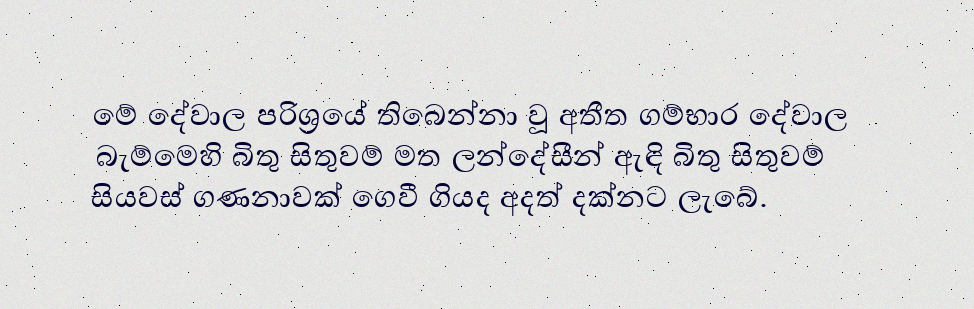 මේ දේවාල පරිශ්‍රයේ තිබෙන්නා වූ අතීත ගම්භාර දේවාල
බැම්මෙහි බිතු සිතුවම් මත ලන්දේසීන් ඇඳි බිතු සිතුවම්
සියවස් ගණනාවක් ගෙවී ගියද අදත් දක්නට ලැබේ.